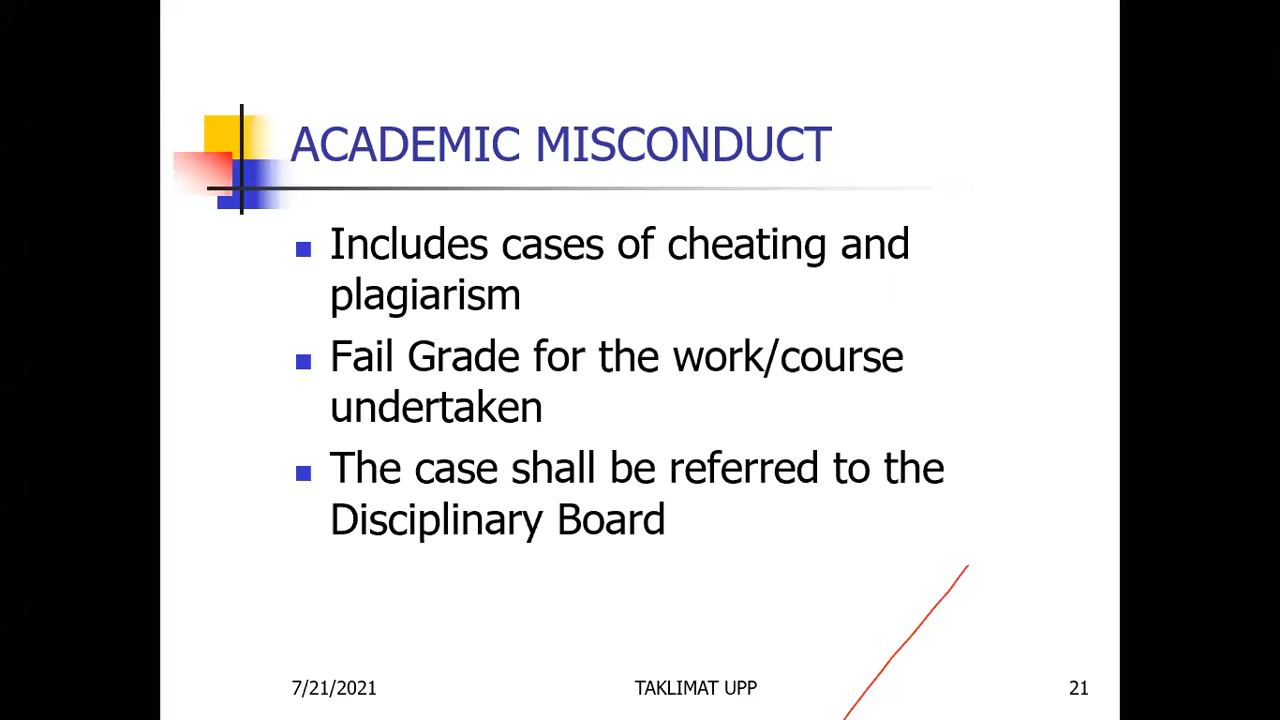 ACADEMIC MISCONDUCT
Includes cases of cheating and
plagiarism
Fail Grade for the work/course
undertaken
The case shall be referred to the
Disciplinary Board
7/21/2021
TAKLIMAT UPP
21